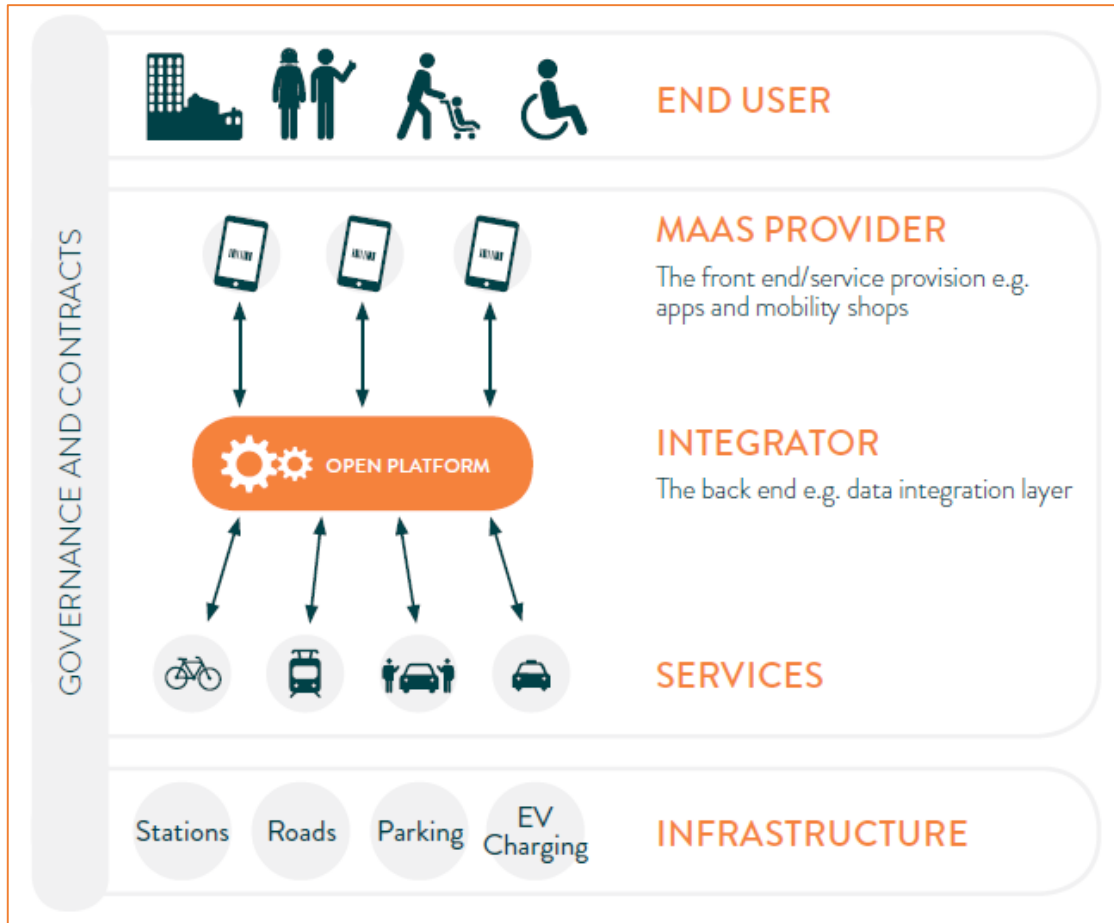 GOVERNANCE AND CONTRACTS
END USER
MAAS PROVIDER
The front end/service provision e.g.
apps and mobility shops
INTEGRATOR
The back end e.g. data integration layer
OPEN PLATFORM
SERVICES
Stations
Roads
Parking
EV
Charging
INFRASTRUCTURE